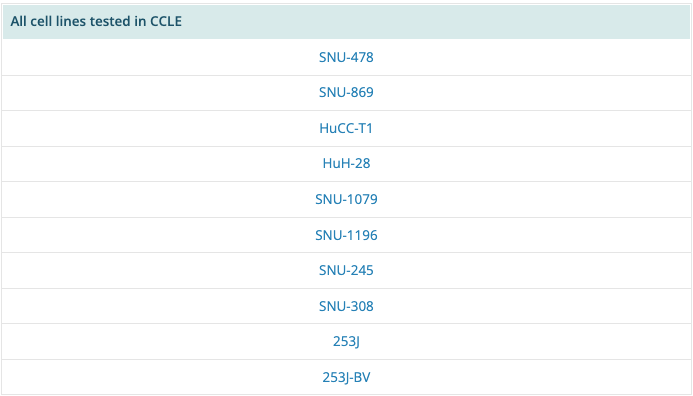 All cell lines tested in CCLE
SNU-478
SNU-869
HuCC-T1
HuH-28
SNU-1079
SNU-1196
SNU-245
SNU-308
253J
253J-BV